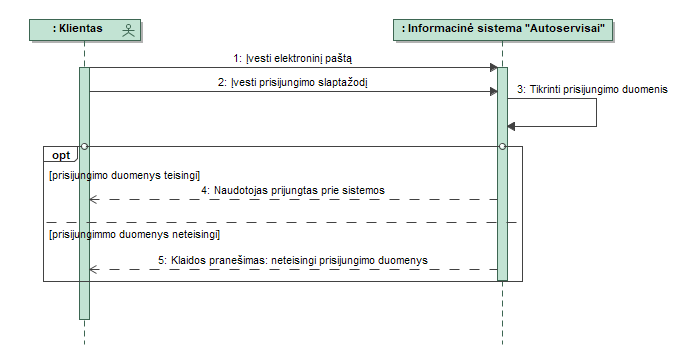 : Klientas
: Informacinė sistema "Autoservisai"
1: Įvesti elektroninį paštą
2: Įvesti prisijungimo slaptažodį
3: Tikrinti prisijungimo duomenis
opt
[prisijungimo duomenys teisingi]
4: Naudotojas prijungtas prie sistemos
[prisijungimmo duomenys neteisingi]
5: Klaidos pranešimas: neteisingi prisijungimo duomenys